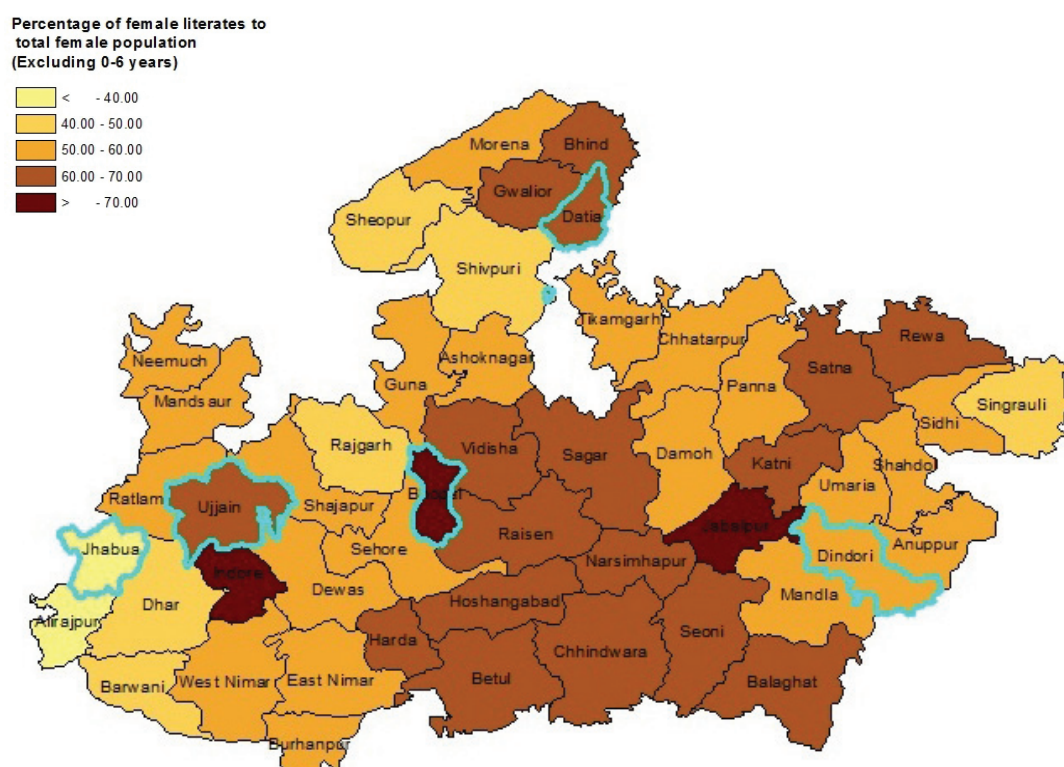 Percentage of female literates to
total female population
(Excluding 0-6 years)
< - 40.00
40.00 - 50.00
50.00 - 60.00
60.00 - 70.00
> - 70.00
Morena
Bhind
Gwalior
Datia
Sheopur
Shivpuri
Tikamgarh
Chhatarpur
Rewa
Neemuch
Ashoknagar
Guna
Panna
Satna
Mandsaur
Singrauli
Sidhi
Rajgarh
Vidisha
Sagar
Damoh
Katni
Shahdol
Umaria
Ratlam
Ujjain
Shajapur
Bhopal
Raisen
Jabalpur
Anuppur
Jhabua
Sehore
Narsimhapur
Dindori
Indore
Dewas
Mandla
Dhar
Hoshangabad
Alirajpur
Harda
Chhindwara
Seoni
Barwani
West Nimar
East Nimar
Betul
Balaghat
Burhanpur